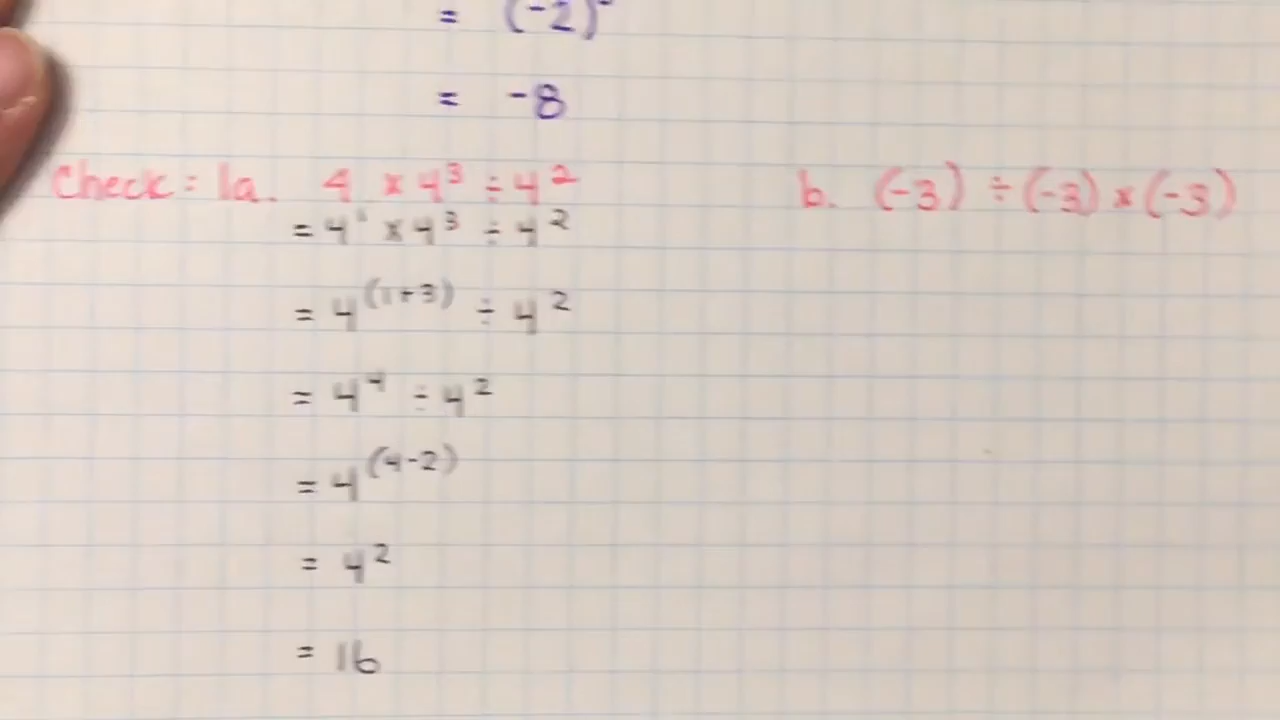 = (-2)
= -8
Check: 1a. 4 × 4³ ÷ 4²
= 4¹ × 4³ ÷ 4²
= 4⁽¹⁺³⁾ ÷ 4²
= 4⁴ ÷ 4²
= 4⁽⁴⁻²⁾
= 4²
= 16
b. (-3) ÷ (-3) × (-3)